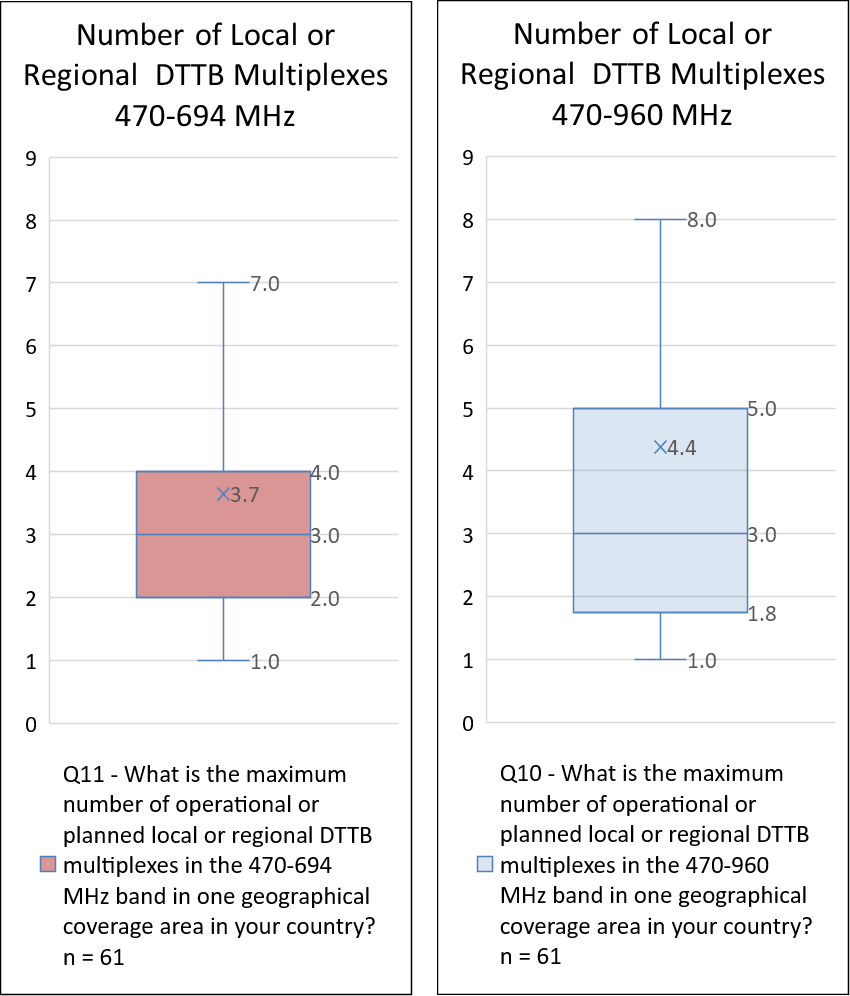 Number of Local or
Regional  DTTB Multiplexes
470-694 MHz
9
8
7
6
5
4
3
2
1
0
7.0
4.0
3.7
3.0
2.0
1.0
Q11 - What is the maximum
number of operational or
planned local or regional DTTB
multiplexes in the 470-694
MHz band in one geographical
coverage area in your country?
n = 61
Number of Local or
Regional  DTTB Multiplexes
470-960 MHz
9
8
7
6
5
4
3
2
1
0
8.0
5.0
4.4
3.0
1.8
1.0
Q10 - What is the maximum
number of operational or
planned local or regional DTTB
multiplexes in the 470-960
MHz band in one geographical
coverage area in your country?
n = 61